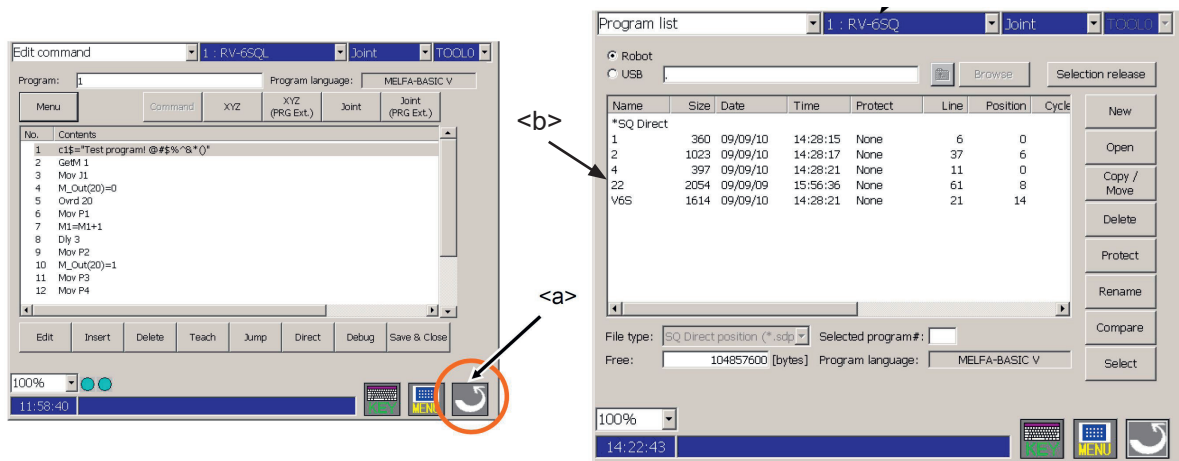 Edit command 1 : RV-6SQL Joint TOOL0
Program: 1 Program language: MELFA-BASIC V
Menu Command XYZ XYZ (PRG Ext.) Joint Joint (PRG Ext.)
No. Contents
1 c1$="Test program! @#$%^&*()"
2 GetM 1
3 Mov J1
4 M_Out(20)=0
5 Ovrd 20
6 Mov P1
7 M1=M1+1
8 Dly 3
9 Mov P2
10 M_Out(20)=1
11 Mov P3
12 Mov P4
Edit Insert Delete Teach Jump Direct Debug Save & Close
100%
11:58:40
KEY MENU
<a>
<b>
Program list 1 : RV-6SQ Joint TOOL0
Robot
USB . Browse Selection release
Name Size Date Time Protect Line Position Cycle
*SQ Direct
1 360 09/09/10 14:28:15 None 6 0
2 1023 09/09/10 14:28:17 None 37 6
4 397 09/09/10 14:28:21 None 11 0
22 2054 09/09/09 15:56:36 None 61 8
V6S 1614 09/09/10 14:28:21 None 21 14
New
Open
Copy /
Move
Delete
Protect
Rename
Compare
Select
File type: SQ Direct position (*.sdp Selected program#:
Free: 104857600 [bytes] Program language: MELFA-BASIC V
100%
14:22:43
KEY MENU